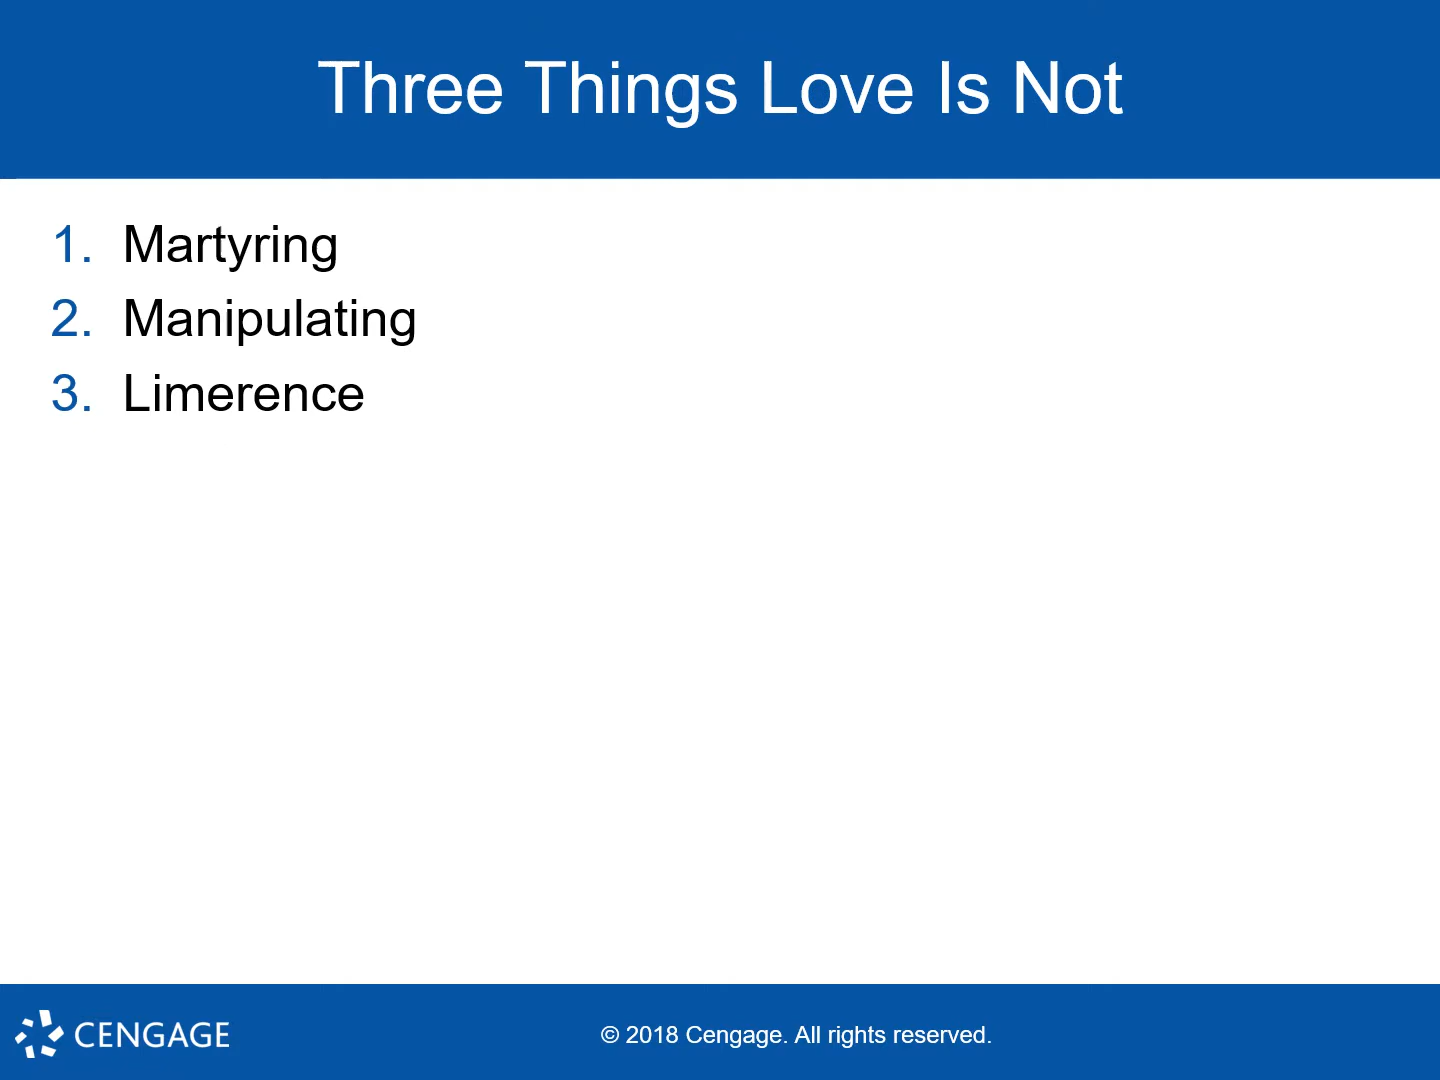 Three Things Love Is Not
1. Martyring
2. Manipulating
3. Limerence
CENGAGE
© 2018 Cengage. All rights reserved.